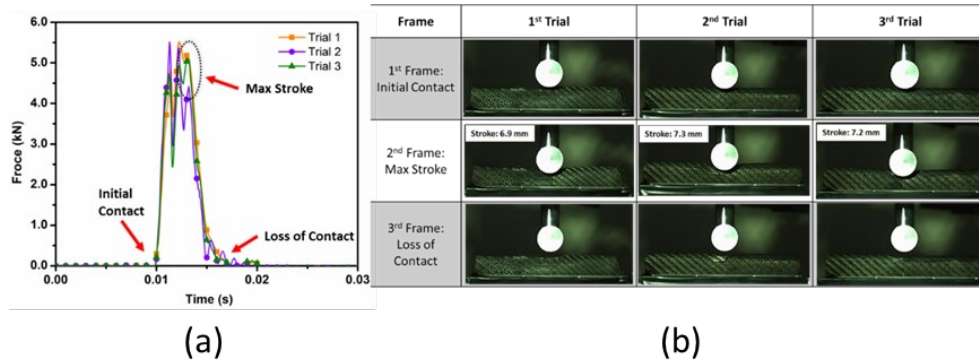 6.0
5.0
4.0
3.0
2.0
1.0
0.0
Froce (kN)
0.00
0.01
0.02
0.03
Time (s)
Trial 1
Trial 2
Trial 3
Max Stroke
Initial
Contact
Loss of Contact
(a)
Frame
1st Trial
2nd Trial
3rd Trial
1st Frame:
Initial Contact
2nd Frame:
Max Stroke
Stroke: 6.9 mm
Stroke: 7.3 mm
Stroke: 7.2 mm
3rd Frame:
Loss of
Contact
(b)